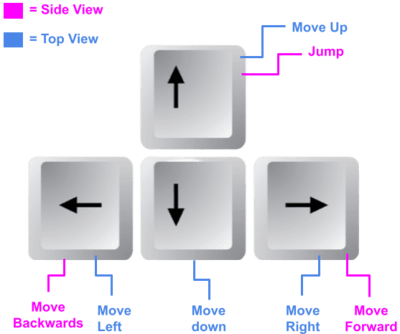 = Side View
= Top View
Move Up
Jump
Move
Backwards
Move
Left
Move
down
Move
Right
Move
Forward